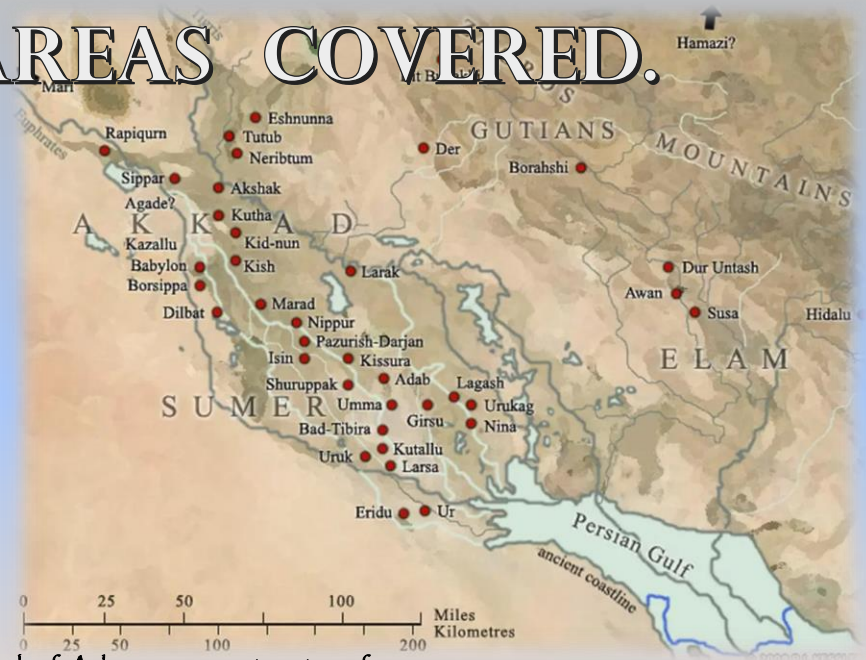 AREAS COVERED.
Hamazi?
Mari
ZAGROS
Tigris
Euphrates
Eshnunna
Rapiqurn
Tutub
Neribtum
Der
GUTIANS
MOUNTAINS
Borahshi
Sippar
Akshak
Agade?
Kutha
AKKAD
Kazallu
Kid-nun
Babylon
Kish
Larak
Dur Untash
Borsippa
Awan
Dilbat
Marad
Susa
Hidalu
Nippur
Pazurish-Darjan
Isin
Kissura
ELAM
Shuruppak
Adab
Lagash
SUMER
Umma
Urukag
Girsu
Nina
Bad-Tibira
Kutallu
Uruk
Larsa
Eridu
Ur
Persian Gulf
ancient coastline
0 25 50 100
Miles
Kilometres
0 25 50 100 200